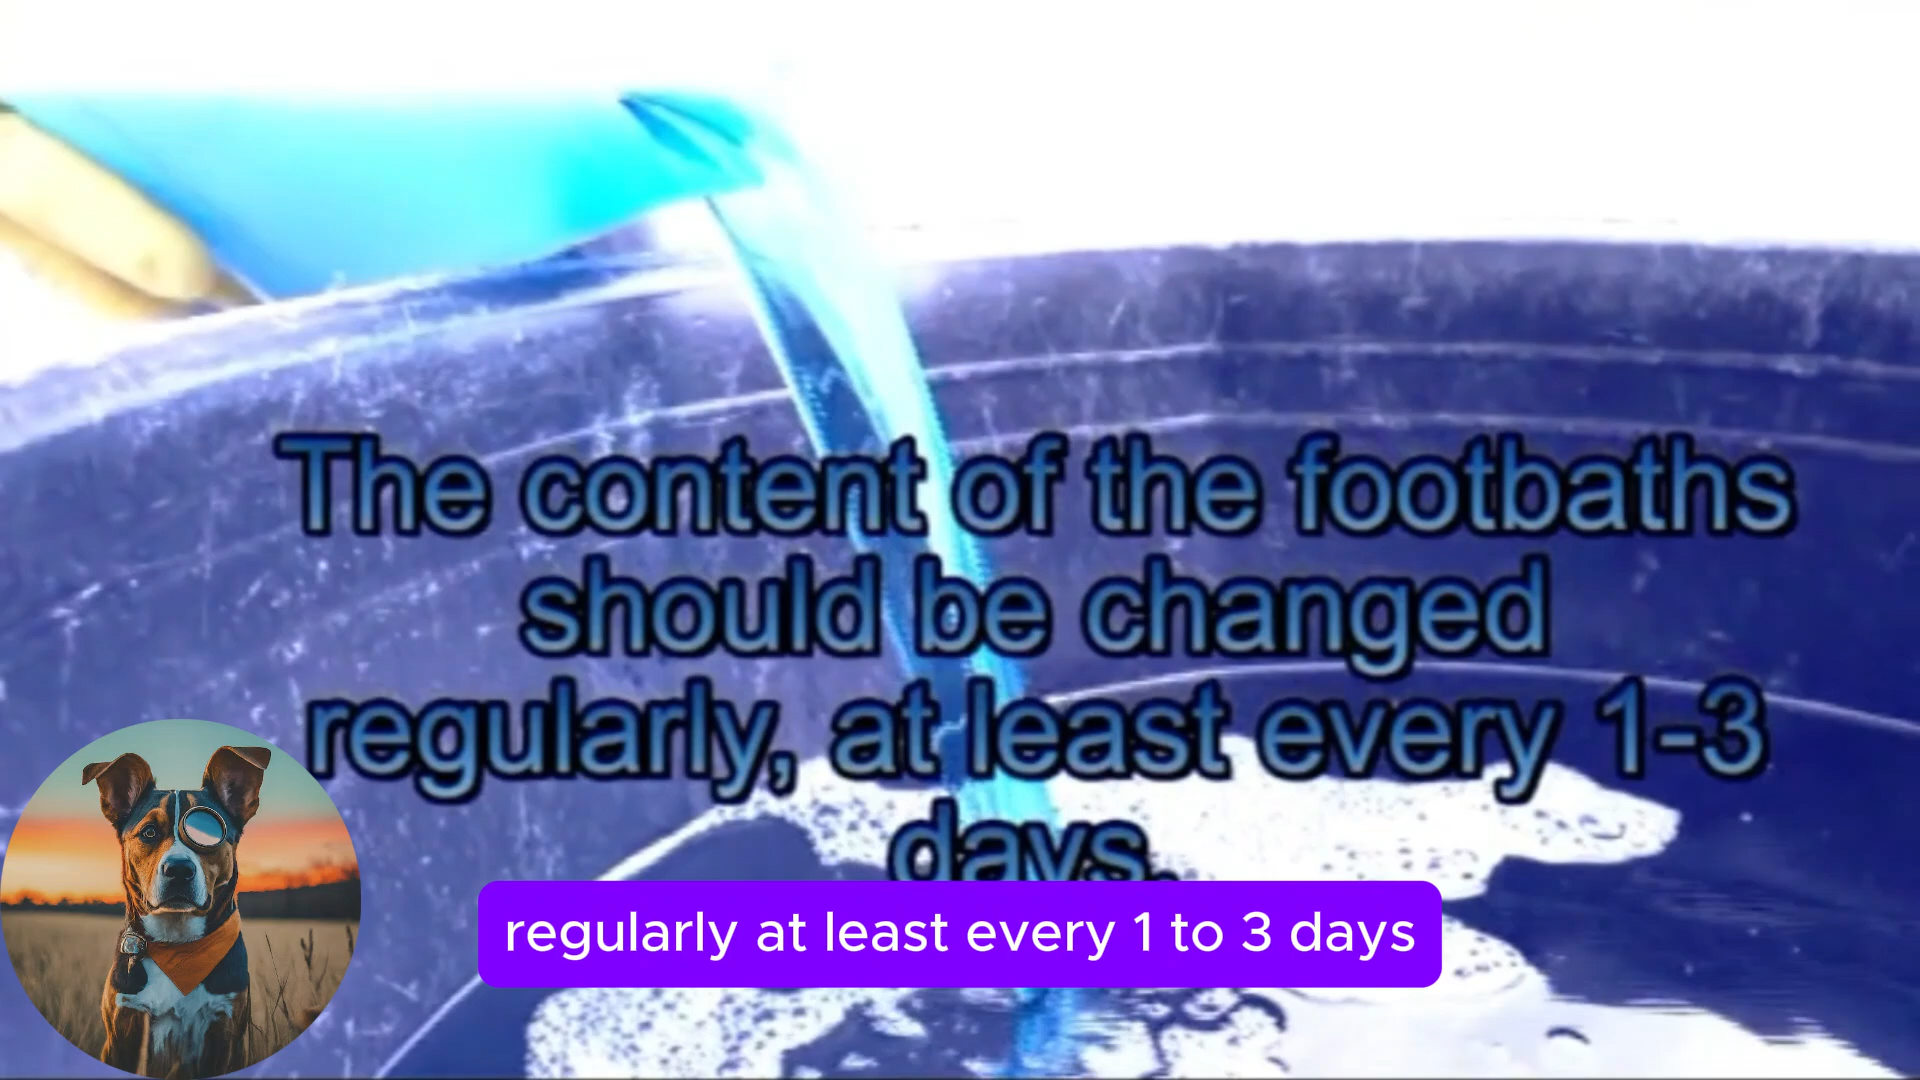 The content of the footbaths
should be changed
regularly, at least every 1-3
days.
regularly at least every 1 to 3 days